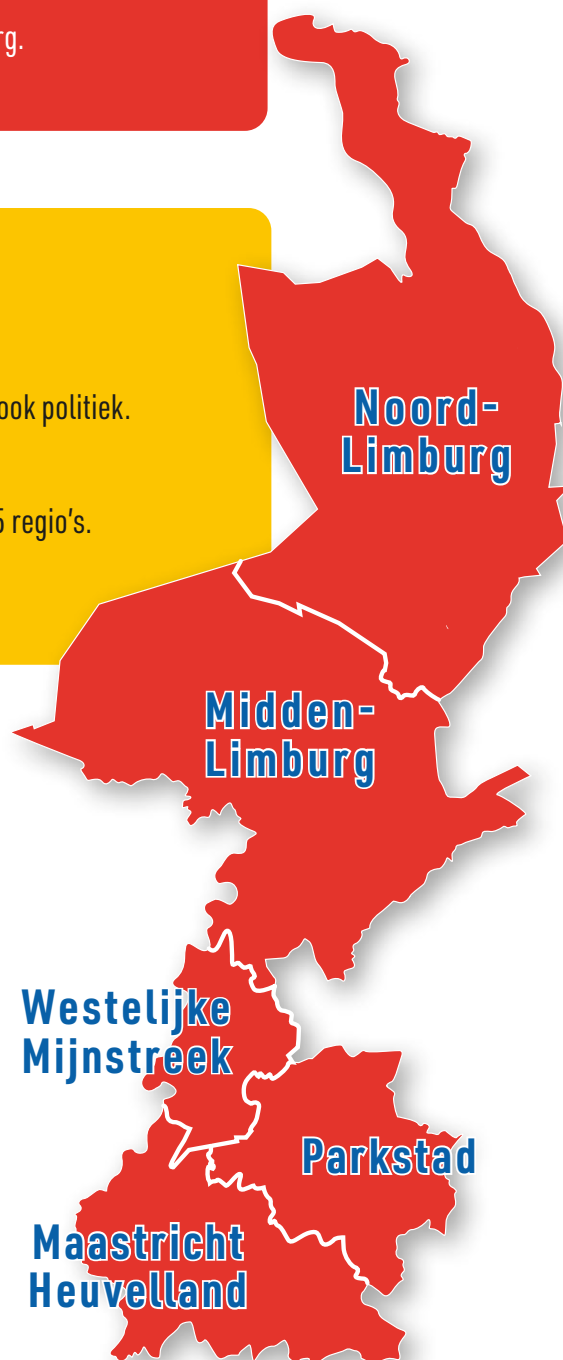 rg.
ook politiek.
5 regio's.
Noord-
Limburg
Midden-
Limburg
Westelijke
Mijnstreek
Parkstad
Maastricht
Heuvelland